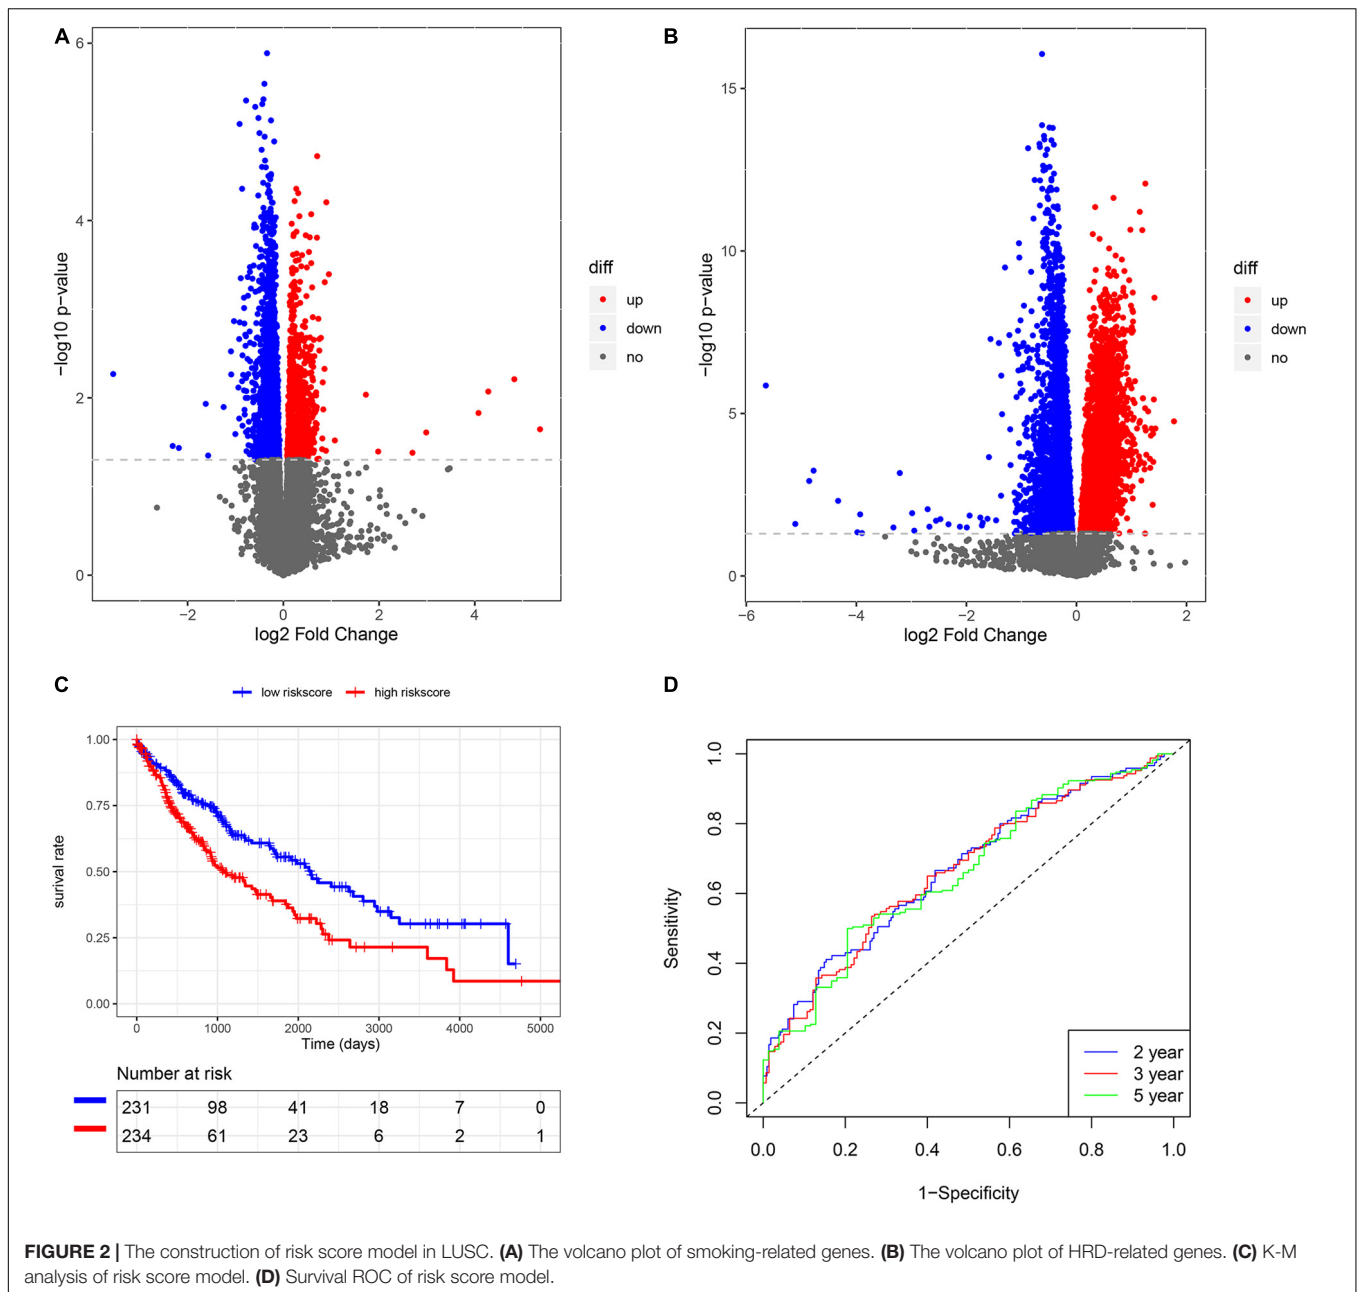 A
6
4
2
0
−log10 p−value
−2 0 2 4
log2 Fold Change
diff
up
down
no
B
15
10
5
0
−log10 p−value
−6 −4 −2 0 2
log2 Fold Change
diff
up
down
no
C
low riskscore high riskscore
1.00
0.75
0.50
0.25
0.00
surival rate
0 1000 2000 3000 4000 5000
Time (days)
Number at risk
231 98 41 18 7 0
234 61 23 6 2 1
D
1.0
0.8
0.6
0.4
0.2
0.0
Sensitivity
2 year
3 year
5 year
0.0 0.2 0.4 0.6 0.8 1.0
1−Specificity
FIGURE 2 | The construction of risk score model in LUSC. (A) The volcano plot of smoking-related genes. (B) The volcano plot of HRD-related genes. (C) K-M
analysis of risk score model. (D) Survival ROC of risk score model.